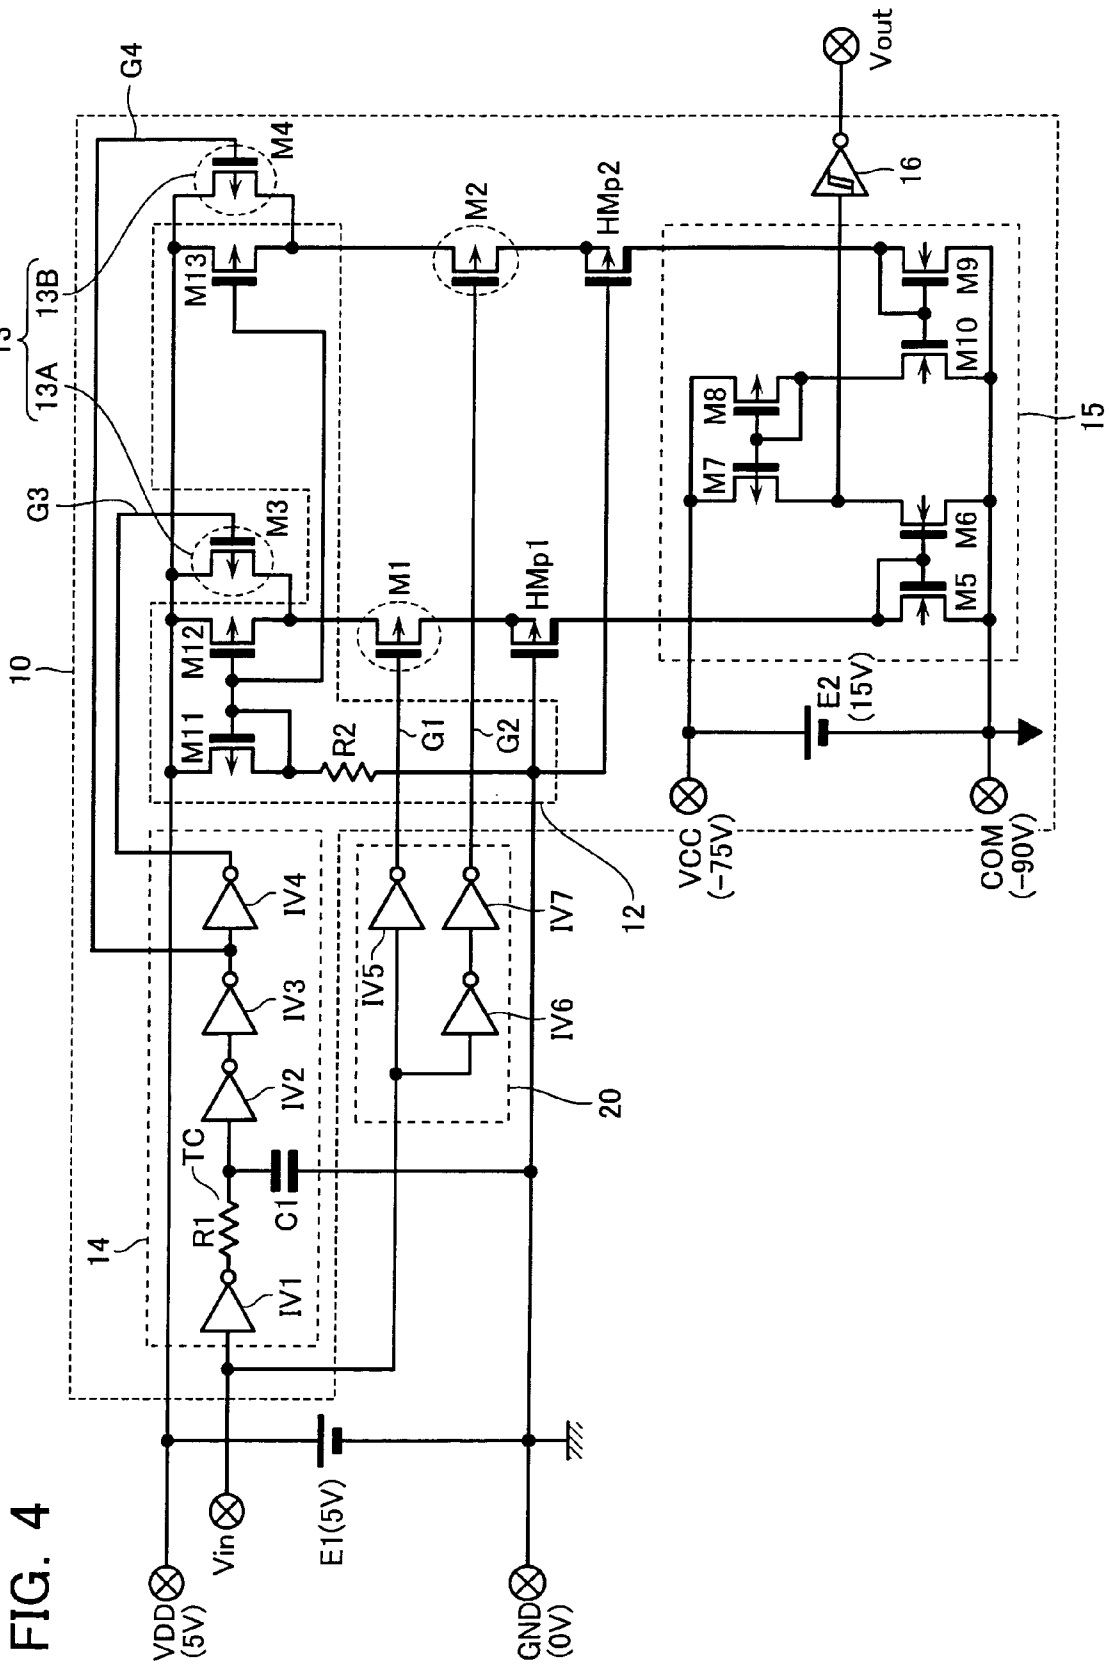 FIG. 4
10
14
13A
13B
G3
G4
VDD
(5V)
Vin
IV1
R1
TC
C1
IV2
IV3
IV4
M11
M12
M3
M13
M4
E1(5V)
GND
(0V)
20
IV5
IV6
IV7
12
R2
G1
G2
M1
M2
HMp1
HMp2
VCC
(-75V)
COM
(-90V)
E2
(15V)
M5
M6
M7
M8
M10
M9
15
16
Vout